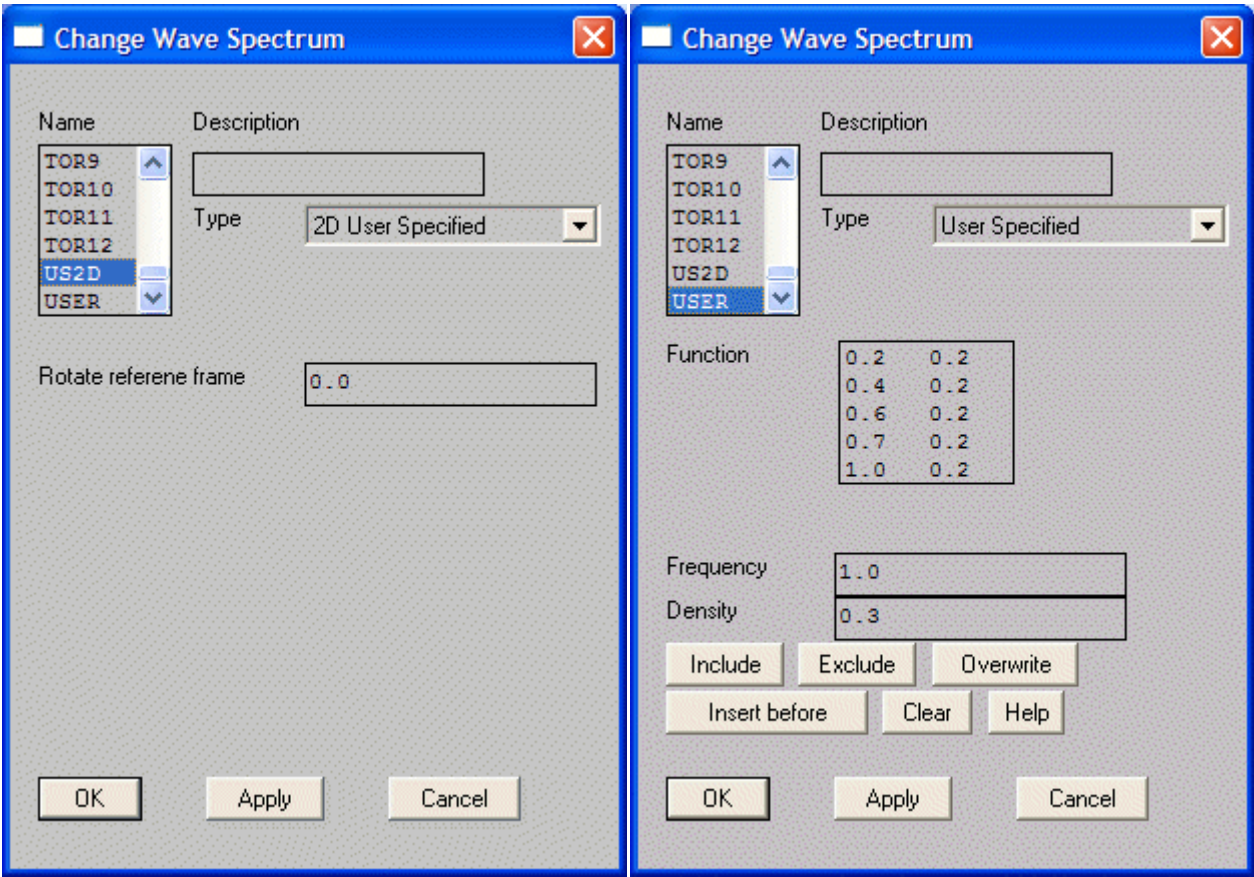 Change Wave Spectrum
Name Description
TOR9
TOR10
TOR11
TOR12
US2D
USER
Type 2D User Specified
Rotate referene frame 0.0
OK Apply Cancel
Change Wave Spectrum
Name Description
TOR9
TOR10
TOR11
TOR12
US2D
USER
Type User Specified
Function
0.2 0.2
0.4 0.2
0.6 0.2
0.7 0.2
1.0 0.2
Frequency 1.0
Density 0.3
Include Exclude Overwrite
Insert before Clear Help
OK Apply Cancel